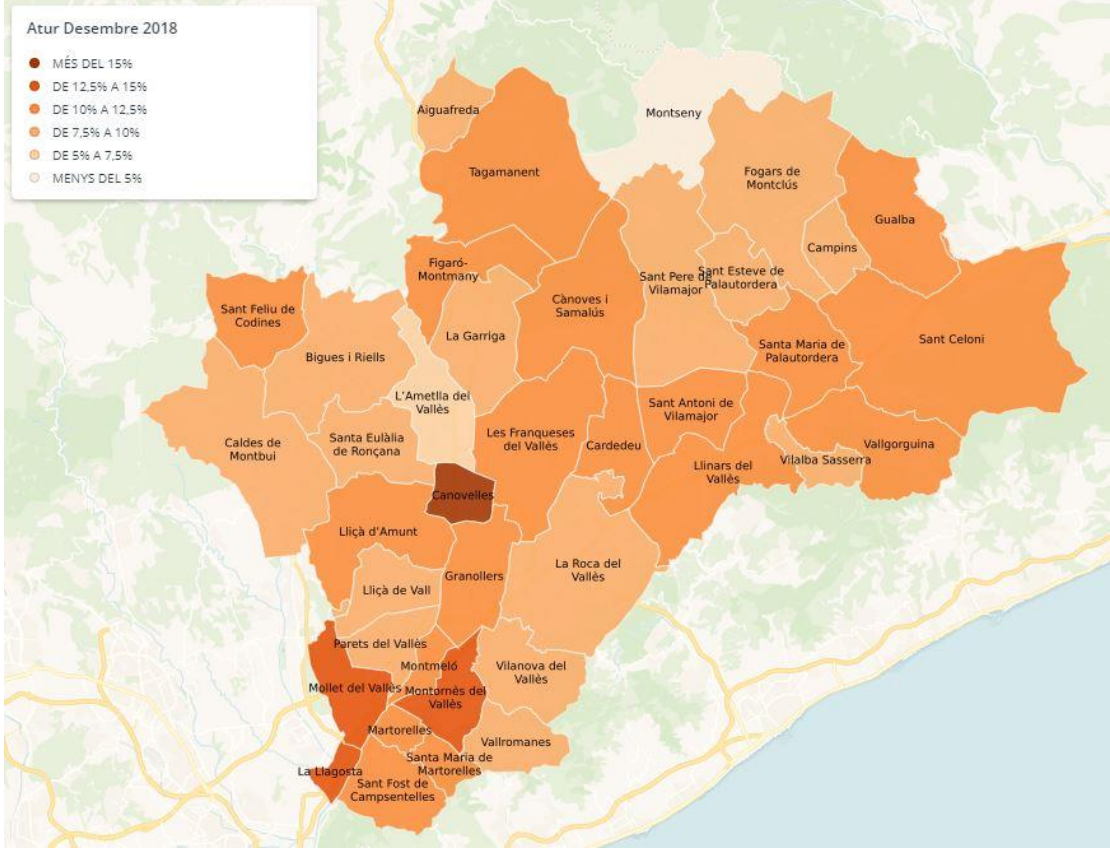 Atur Desembre 2018
MÉS DEL 15%
DE 12,5% A 15%
DE 10% A 12,5%
DE 7,5% A 10%
DE 5% A 7,5%
MENYS DEL 5%
Aiguafreda
Montseny
Tagamanent
Fogars de
Montclús
Gualba
Campins
Figaró-
Montmany
Sant Pere de
Vilamajor
Sant Esteve de
Palautordera
Cànoves i
Samalús
Sant Feliu de
Codines
La Garriga
Sant Celoni
Santa Maria de
Palautordera
Bigues i Riells
L'Ametlla del
Vallès
Sant Antoni de
Vilamajor
Les Franqueses
del Vallès
Cardedeu
Caldes de
Montbui
Santa Eulàlia
de Ronçana
Vallgorguina
Vilalba Sasserra
Llinars del
Vallès
Canovelles
Lliçà d'Amunt
Granollers
La Roca del
Vallès
Lliçà de Vall
Parets del Vallès
Montmeló
Vilanova del
Vallès
Mollet del Vallès
Montornès del
Vallès
Martorelles
Vallromanes
Santa Maria de
Martorelles
La Llagosta
Sant Fost de
Campsentelles